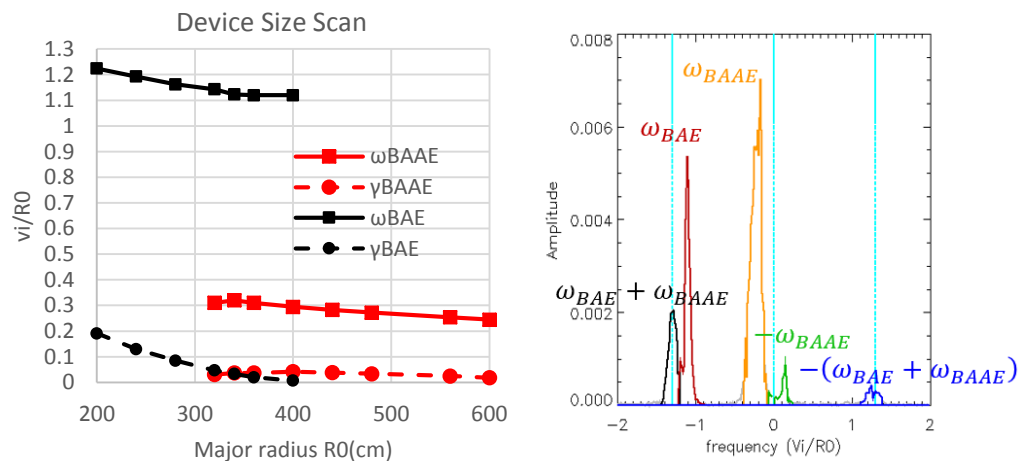 Device Size Scan
1.3
1.2
1.1
1
0.9
0.8
0.7
0.6
0.5
0.4
0.3
0.2
0.1
0
vi/R0
200
300
400
500
600
Major radius R0(cm)
ωBAAE
γBAAE
ωBAE
γBAE
0.008
0.006
0.004
0.002
0.000
Amplitude
ω_BAAE
ω_BAE
ω_BAE + ω_BAAE
−ω_BAAE
−(ω_BAE + ω_BAAE)
−2
−1
0
1
2
frequency (Vi/R0)